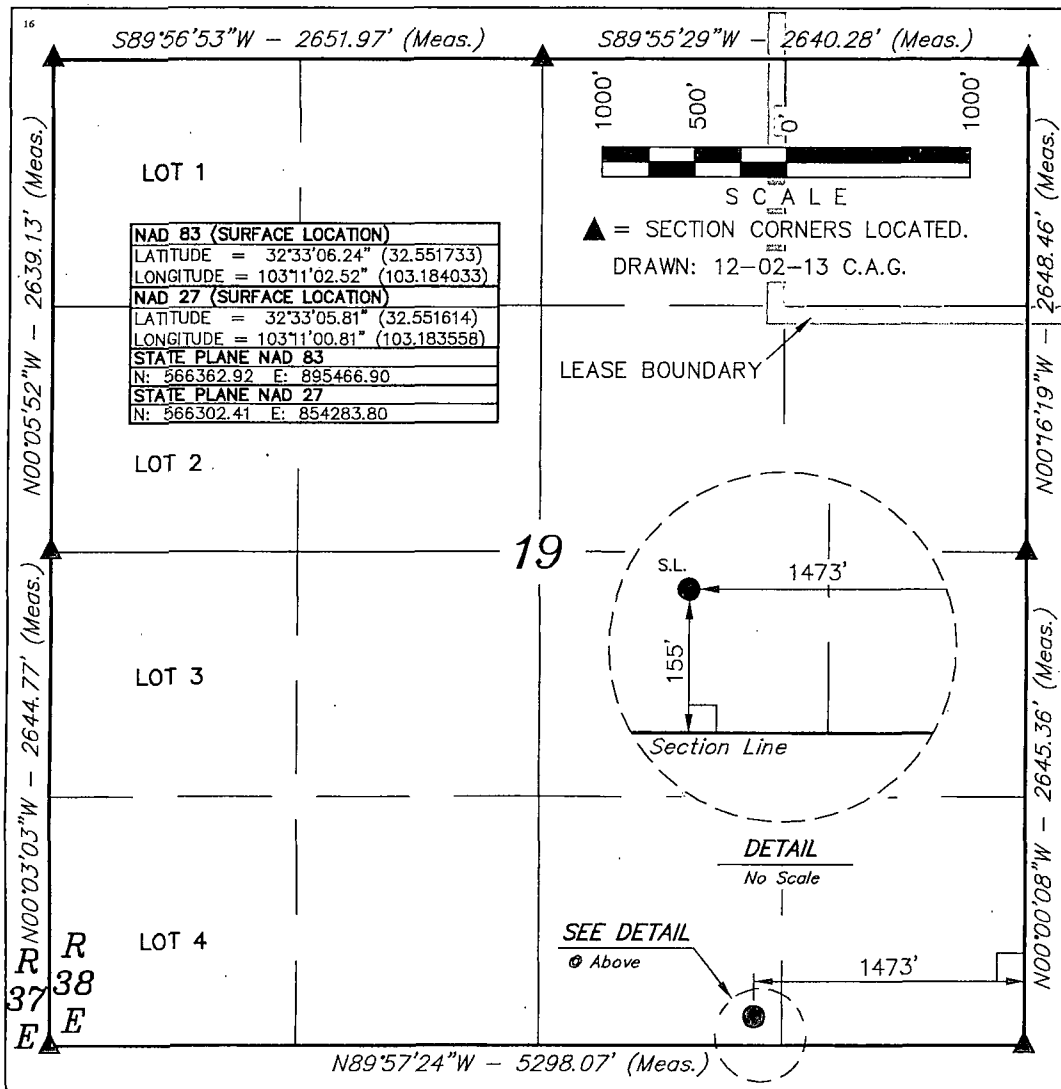 16
S89°56'53"W - 2651.97' (Meas.)
S89°55'29"W - 2640.28' (Meas.)
1000'
500'
0'
1000'
SCALE
▲ = SECTION CORNERS LOCATED.
DRAWN: 12-02-13 C.A.G.
LOT 1
NAD 83 (SURFACE LOCATION)
LATITUDE = 32°33'06.24" (32.551733)
LONGITUDE = 103°11'02.52" (103.184033)
NAD 27 (SURFACE LOCATION)
LATITUDE = 32°33'05.81" (32.551614)
LONGITUDE = 103°11'00.81" (103.183558)
STATE PLANE NAD 83
N: 566362.92 E: 895466.90
STATE PLANE NAD 27
N: 566302.41 E: 854283.80
N00°05'52"W - 2639.13' (Meas.)
N00°16'19"W - 2648.46' (Meas.)
LEASE BOUNDARY
LOT 2
19
S.L.
1473'
155'
Section Line
LOT 3
N00°03'03"W - 2644.77' (Meas.)
N00°00'08"W - 2645.36' (Meas.)
DETAIL
No Scale
LOT 4
SEE DETAIL
@ Above
1473'
R R
37 38
E E
N89°57'24"W - 5298.07' (Meas.)